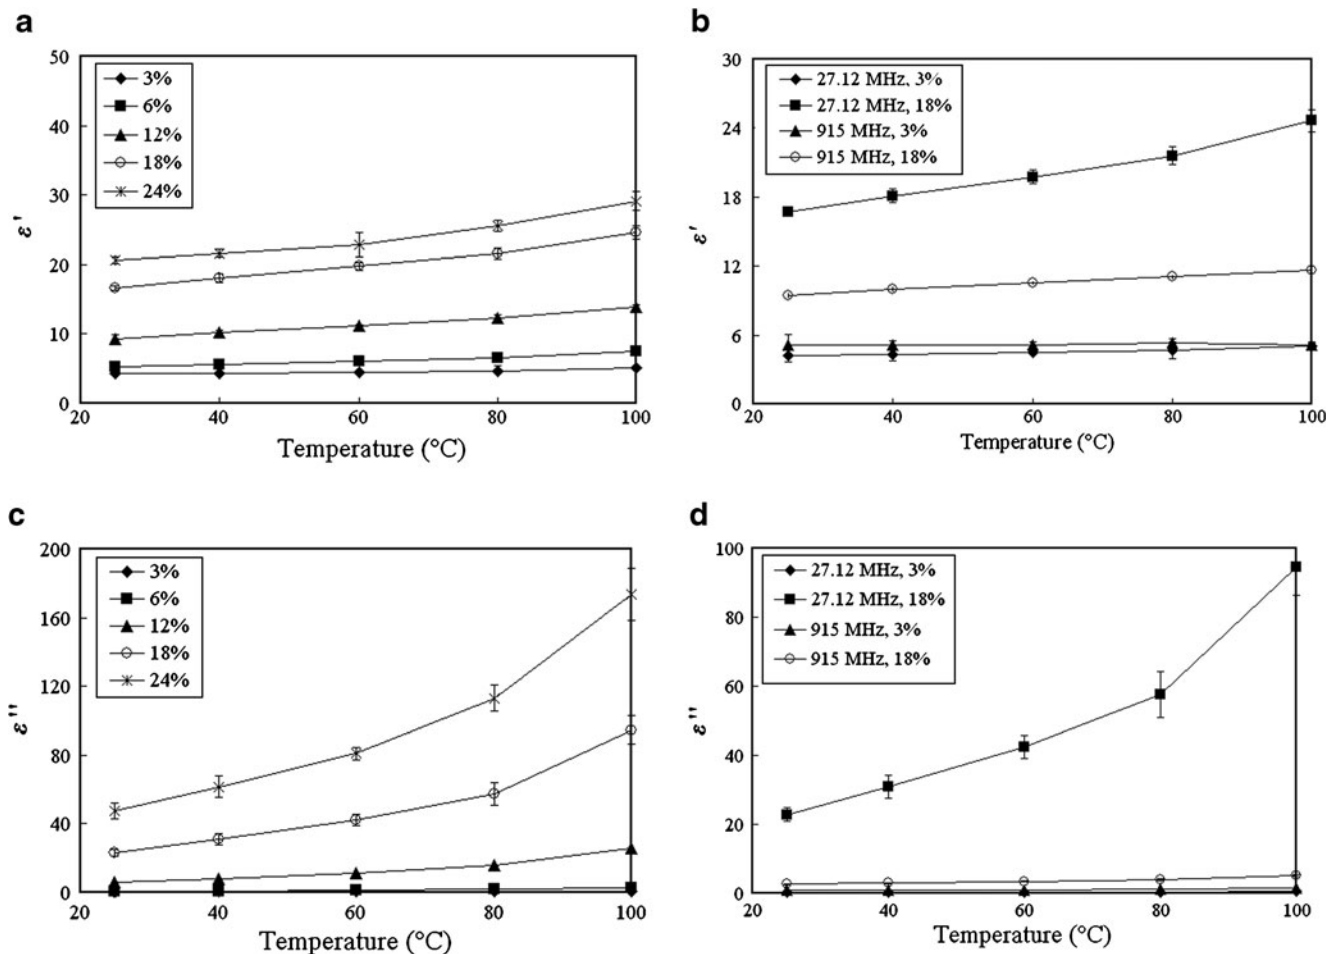 a
50
40
30
20
10
0
ε'
3%
6%
12%
18%
24%
20 40 60 80 100
Temperature (°C)
b
30
24
18
12
6
0
ε'
27.12 MHz, 3%
27.12 MHz, 18%
915 MHz, 3%
915 MHz, 18%
20 40 60 80 100
Temperature (°C)
c
200
160
120
80
40
0
ε''
3%
6%
12%
18%
24%
20 40 60 80 100
Temperature (°C)
d
100
80
60
40
20
0
ε''
27.12 MHz, 3%
27.12 MHz, 18%
915 MHz, 3%
915 MHz, 18%
20 40 60 80 100
Temperature (°C)